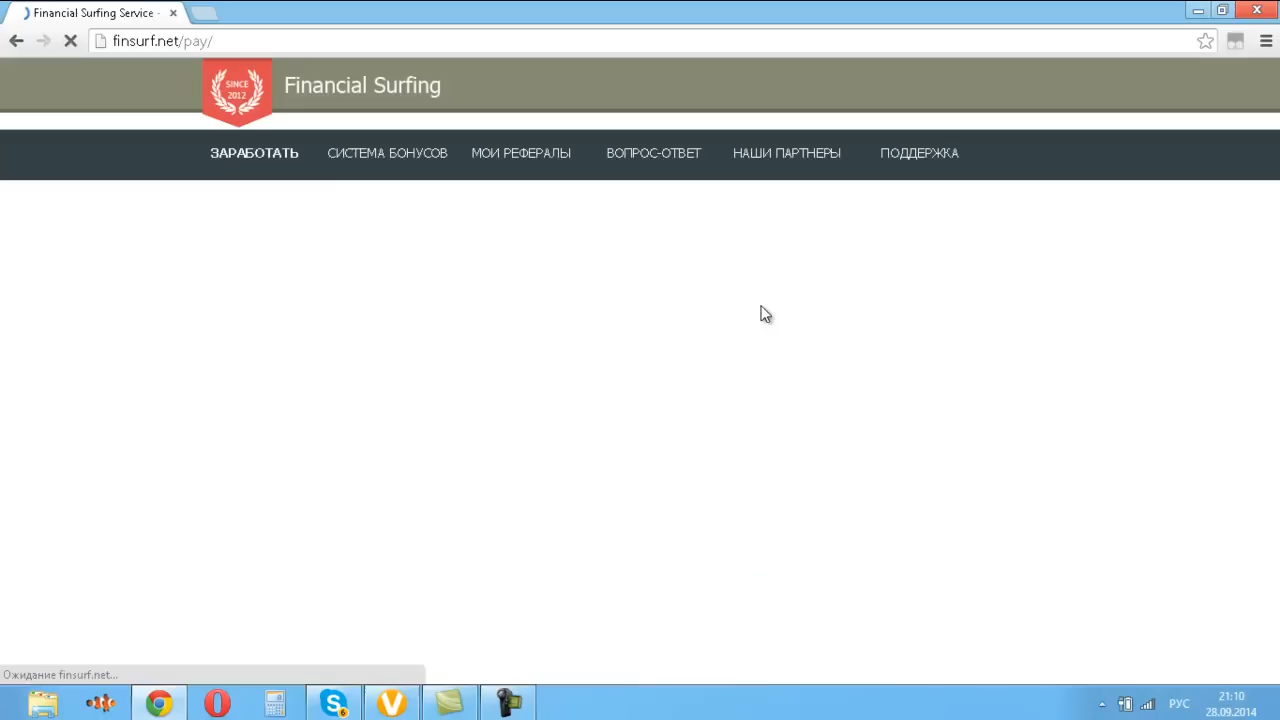 Financial Surfing Service -
finsurf.net/pay/
SINCE
2012
Financial Surfing
ЗАРАБОТАТЬ СИСТЕМА БОНУСОВ МОИ РЕФЕРАЛЫ ВОПРОС-ОТВЕТ НАШИ ПАРТНЕРЫ ПОДДЕРЖКА
Ожидание finsurf.net...
6
РУС
21:10
28.09.2014